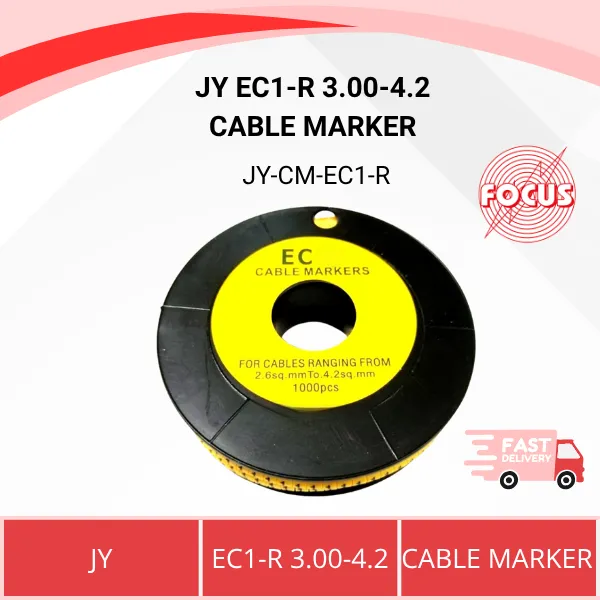 JY EC1-R 3.00-4.2
CABLE MARKER
JY-CM-EC1-R
FOCUS
EC
CABLE MARKERS
FOR CABLES RANGING FROM
2.6sq.mmTo.4.2sq.mm
1000pcs
FAST
DELIVERY
JY
EC1-R 3.00-4.2
CABLE MARKER